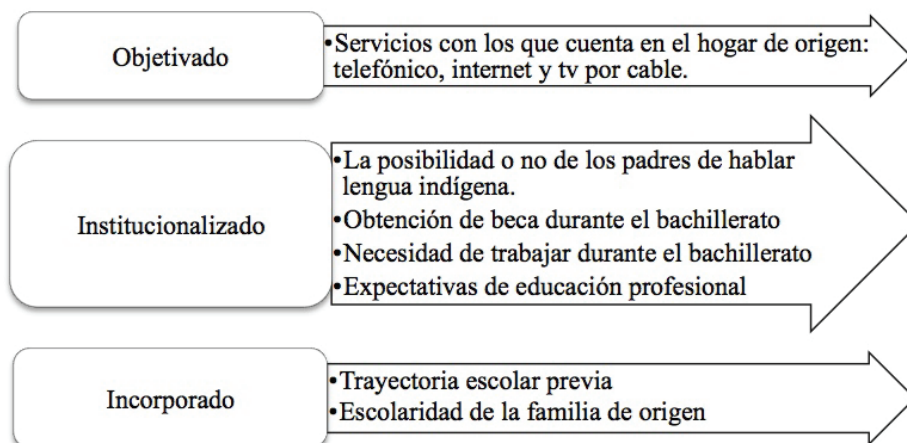 Objetivado
•Servicios con los que cuenta en el hogar de origen:
telefónico, internet y tv por cable.
Institucionalizado
•La posibilidad o no de los padres de hablar
lengua indígena.
•Obtención de beca durante el bachillerato
•Necesidad de trabajar durante el bachillerato
•Expectativas de educación profesional
Incorporado
•Trayectoria escolar previa
•Escolaridad de la familia de origen